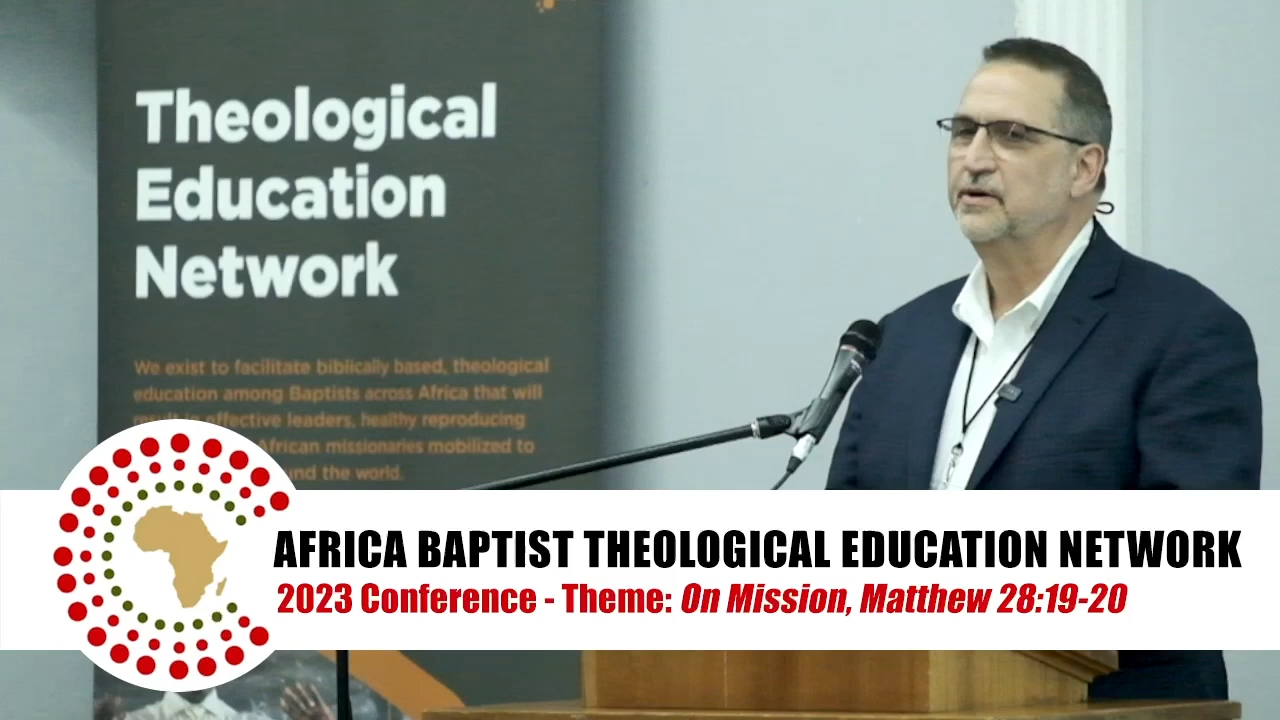 Theological
Education
Network
We exist to facilitate biblically based, theological
education among Baptists across Africa that will
result in effective leaders, healthy reproducing
African missionaries mobilized to
the world.
AFRICA BAPTIST THEOLOGICAL EDUCATION NETWORK
2023 Conference - Theme: On Mission, Matthew 28:19-20